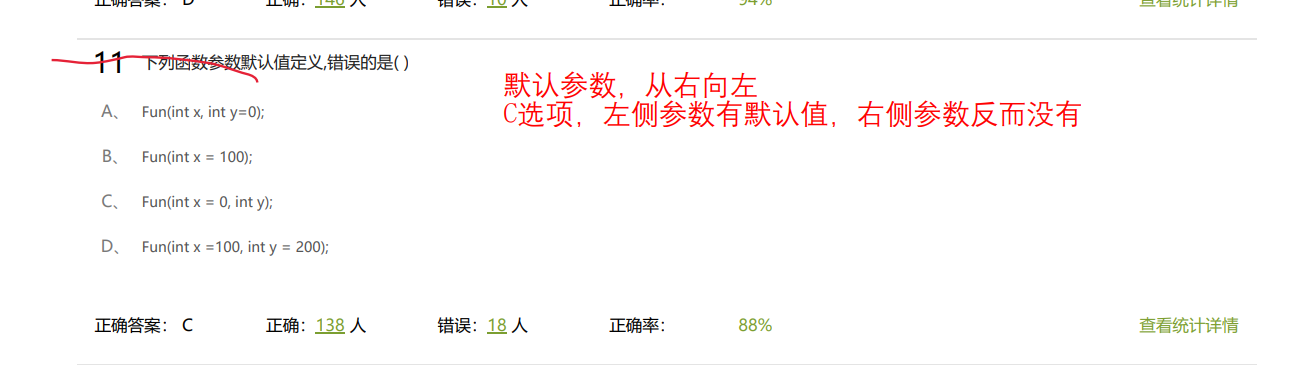 正确答案： D 正确：146 人 错误：10 人 正确率： 94% 查看统计详情
11 下列函数参数默认值定义,错误的是( )
默认参数，从右向左
C选项，左侧参数有默认值，右侧参数反而没有
A、 Fun(int x, int y=0);
B、 Fun(int x = 100);
C、 Fun(int x = 0, int y);
D、 Fun(int x =100, int y = 200);
正确答案： C 正确：138 人 错误：18 人 正确率： 88% 查看统计详情